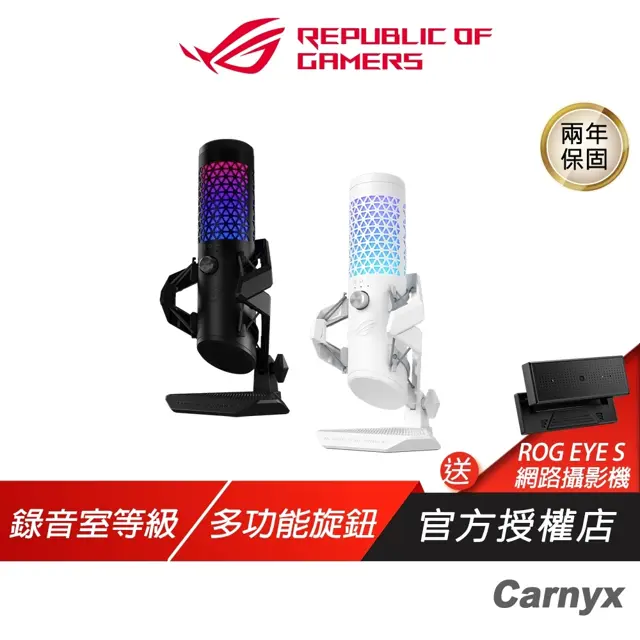 REPUBLIC OF
GAMERS
兩年
保固
送
ROG EYE S
網路攝影機
錄音室等級
多功能旋鈕
官方授權店
Carnyx